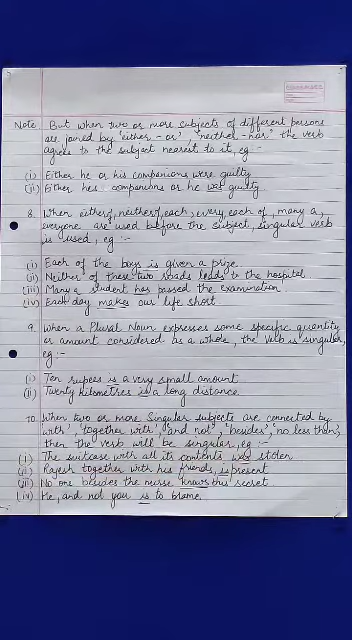 Note But when two or more subjects of different persons
are joined by 'either - or', 'neither - nor' the verb
agrees to the subject nearest to it, eg :-
(i) Either he or his companions were guilty.
(ii) Either his companions or he was guilty.
8. When either, neither, each, every, each of, many a,
everyone are used before the subject, singular verb
is used, eg :-
(i) Each of the boys is given a prize.
(ii) Neither of these two roads leads to the hospital.
(iii) Many a student has passed the examination.
(iv) Each day makes our life short
9. When a Plural Noun expresses some specific quantity
or amount considered as a whole, the verb is singular,
eg :-
(i) Ten rupees is a very small amount.
(ii) Twenty kilometres is a long distance.
10. When two or more Singular subjects are connected by
'with', 'together with', 'and not', 'besides', 'no less than',
then the verb will be singular, eg :-
(i) The suitcase with all its contents was stolen.
(ii) Rajesh together with his friends, is present
(iii) No one besides the nurse knows this secret
(iv) He, and not you is to blame.